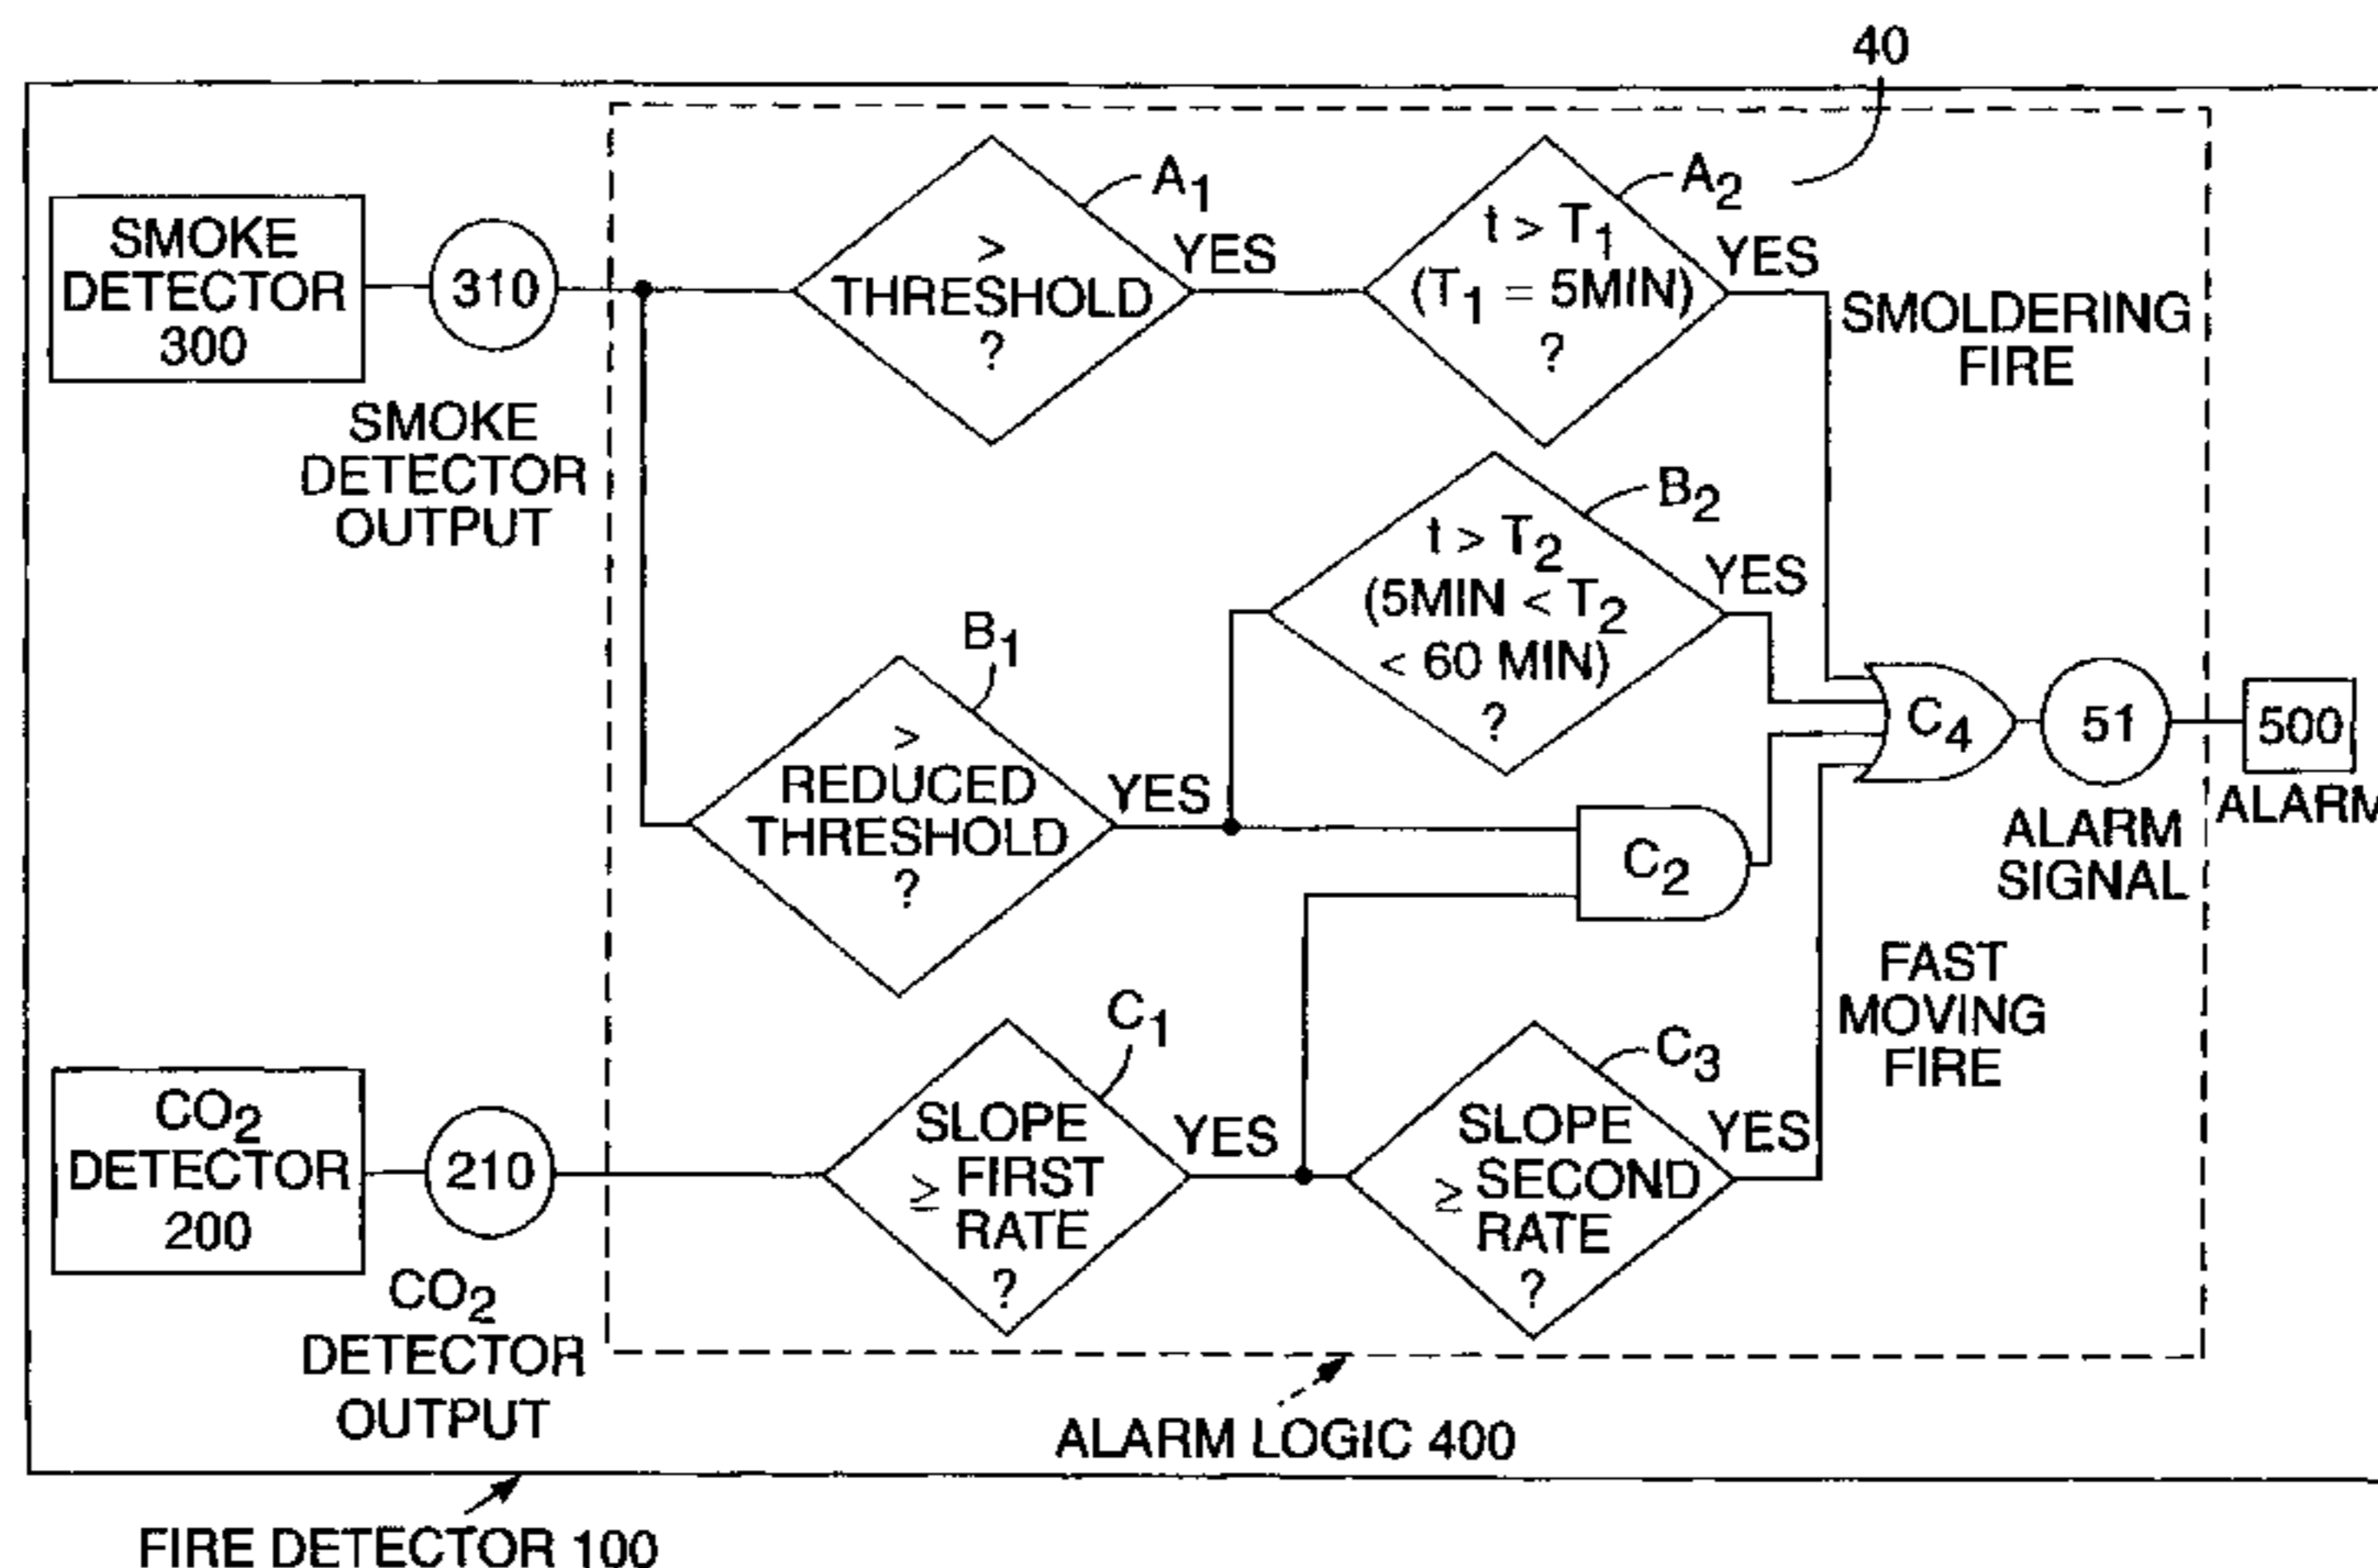 40
SMOKE
DETECTOR
300
310
SMOKE
DETECTOR
OUTPUT
A1
>
THRESHOLD
?
YES
A2
t > T1
(T1 = 5MIN)
?
YES
SMOLDERING
FIRE
B1
>
REDUCED
THRESHOLD
?
YES
B2
t > T2
(5MIN < T2
< 60 MIN)
?
YES
C2
C4
51
ALARM
SIGNAL
500
ALARM
CO2
DETECTOR
200
210
CO2
DETECTOR
OUTPUT
C1
SLOPE
≥ FIRST
RATE
?
YES
C3
SLOPE
≥ SECOND
RATE
?
YES
FAST
MOVING
FIRE
ALARM LOGIC 400
FIRE DETECTOR 100